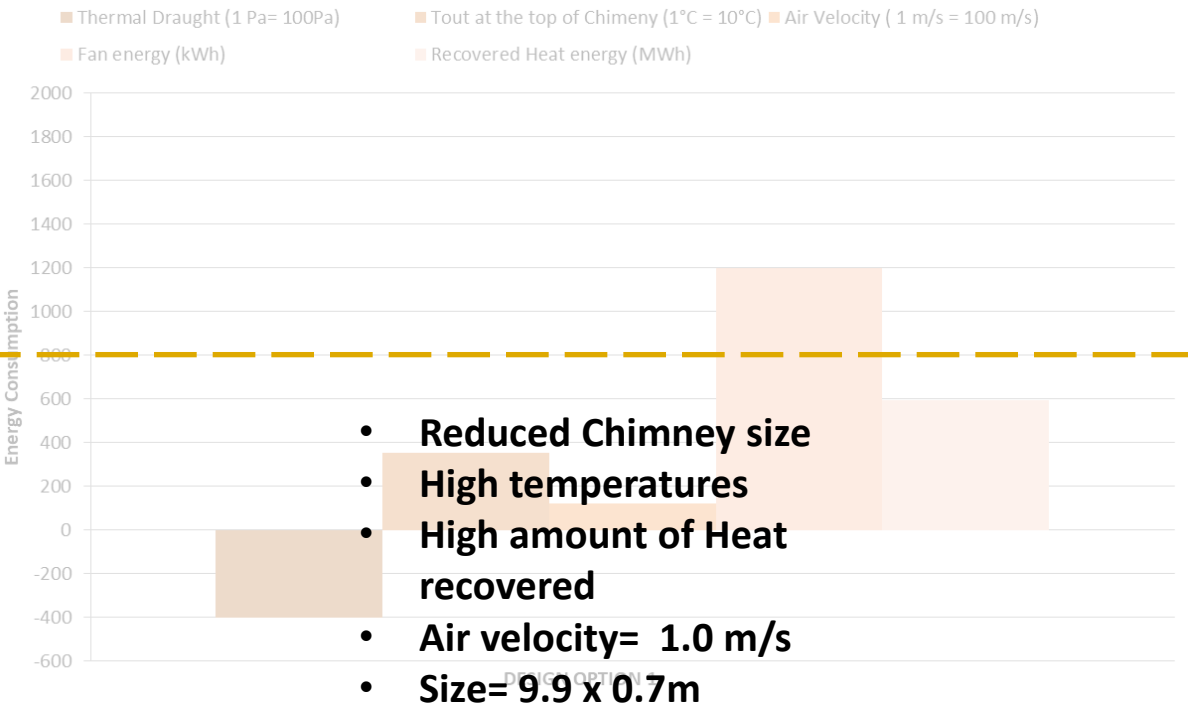 Thermal Draught (1 Pa= 100Pa) Tout at the top of Chimeny (1°C = 10°C) Air Velocity ( 1 m/s = 100 m/s)
Fan energy (kWh) Recovered Heat energy (MWh)
2000
1800
1600
1400
1200
1000
800
600
400
200
0
-200
-400
-600
Energy Consumption
• Reduced Chimney size
• High temperatures
• High amount of Heat
recovered
• Air velocity= 1.0 m/s
DESIGN OPTION 1
• Size= 9.9 x 0.7m